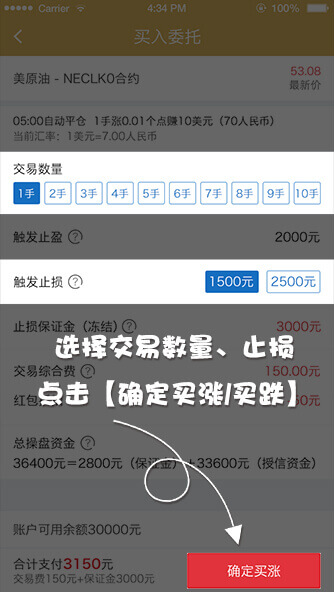 Carrier
4:34 PM
100%
买入委托
美原油 - NECLK0合约
53.08
最新价
05:00自动平仓 1手涨0.01个点赚10美元（70人民币）
当前汇率：1美元=7.00人民币
交易数量
1手 2手 3手 4手 5手 6手 7手 8手 9手 10手
触发止盈 ?
2000元
触发止损 ?
1500元 2500元
止损保证金（冻结）?
3000元
选择交易数量、止损
交易综合费 ?
150.00元
点击【确定买涨/买跌】
红包
元
总操盘资金 ?
36400元=2800元（保证金）+33600元（授信资金）
账户可用余额30000元
合计支付3150元
交易费150元+保证金3000元
确定买涨